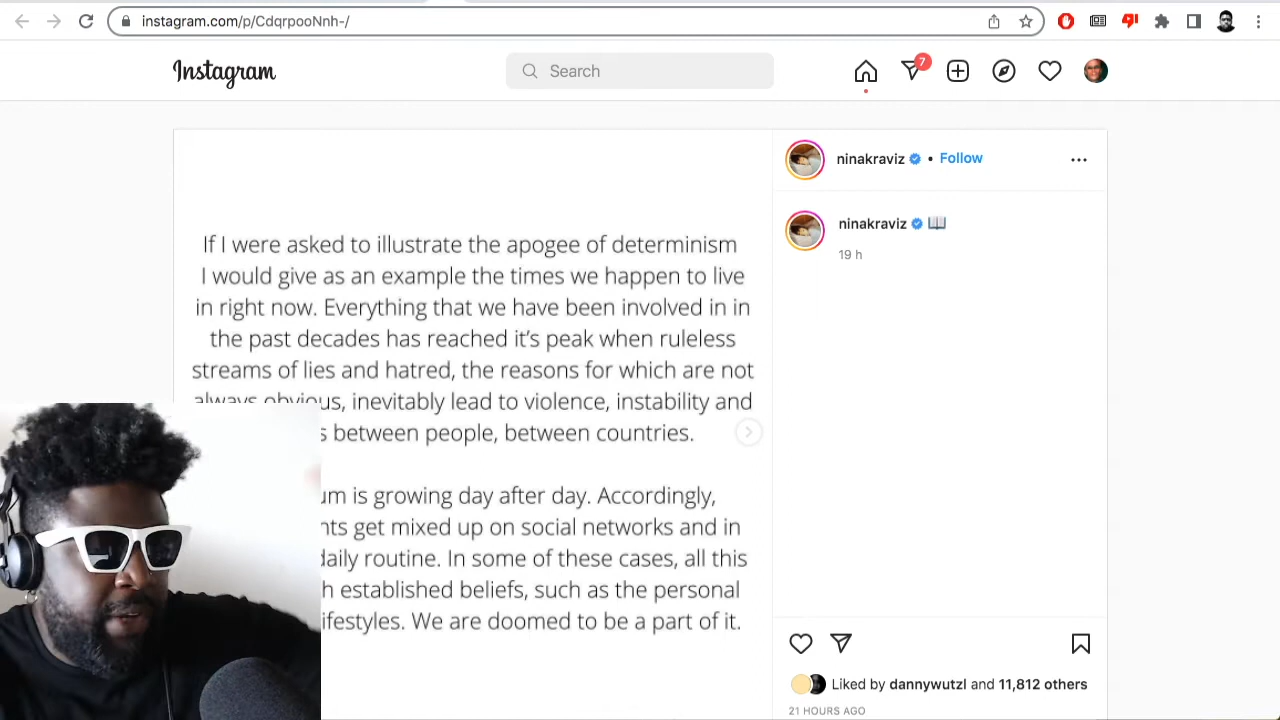 instagram.com/p/CdqrpooNnh-/
Instagram
Search
7
If I were asked to illustrate the apogee of determinism
I would give as an example the times we happen to live
in right now. Everything that we have been involved in in
the past decades has reached it's peak when ruleless
streams of lies and hatred, the reasons for which are not
always obvious, inevitably lead to violence, instability and
between people, between countries.
is growing day after day. Accordingly,
get mixed up on social networks and in
daily routine. In some of these cases, all this
established beliefs, such as the personal
lifestyles. We are doomed to be a part of it.
ninakraviz • Follow
ninakraviz
19 h
Liked by dannywutzl and 11,812 others
21 HOURS AGO